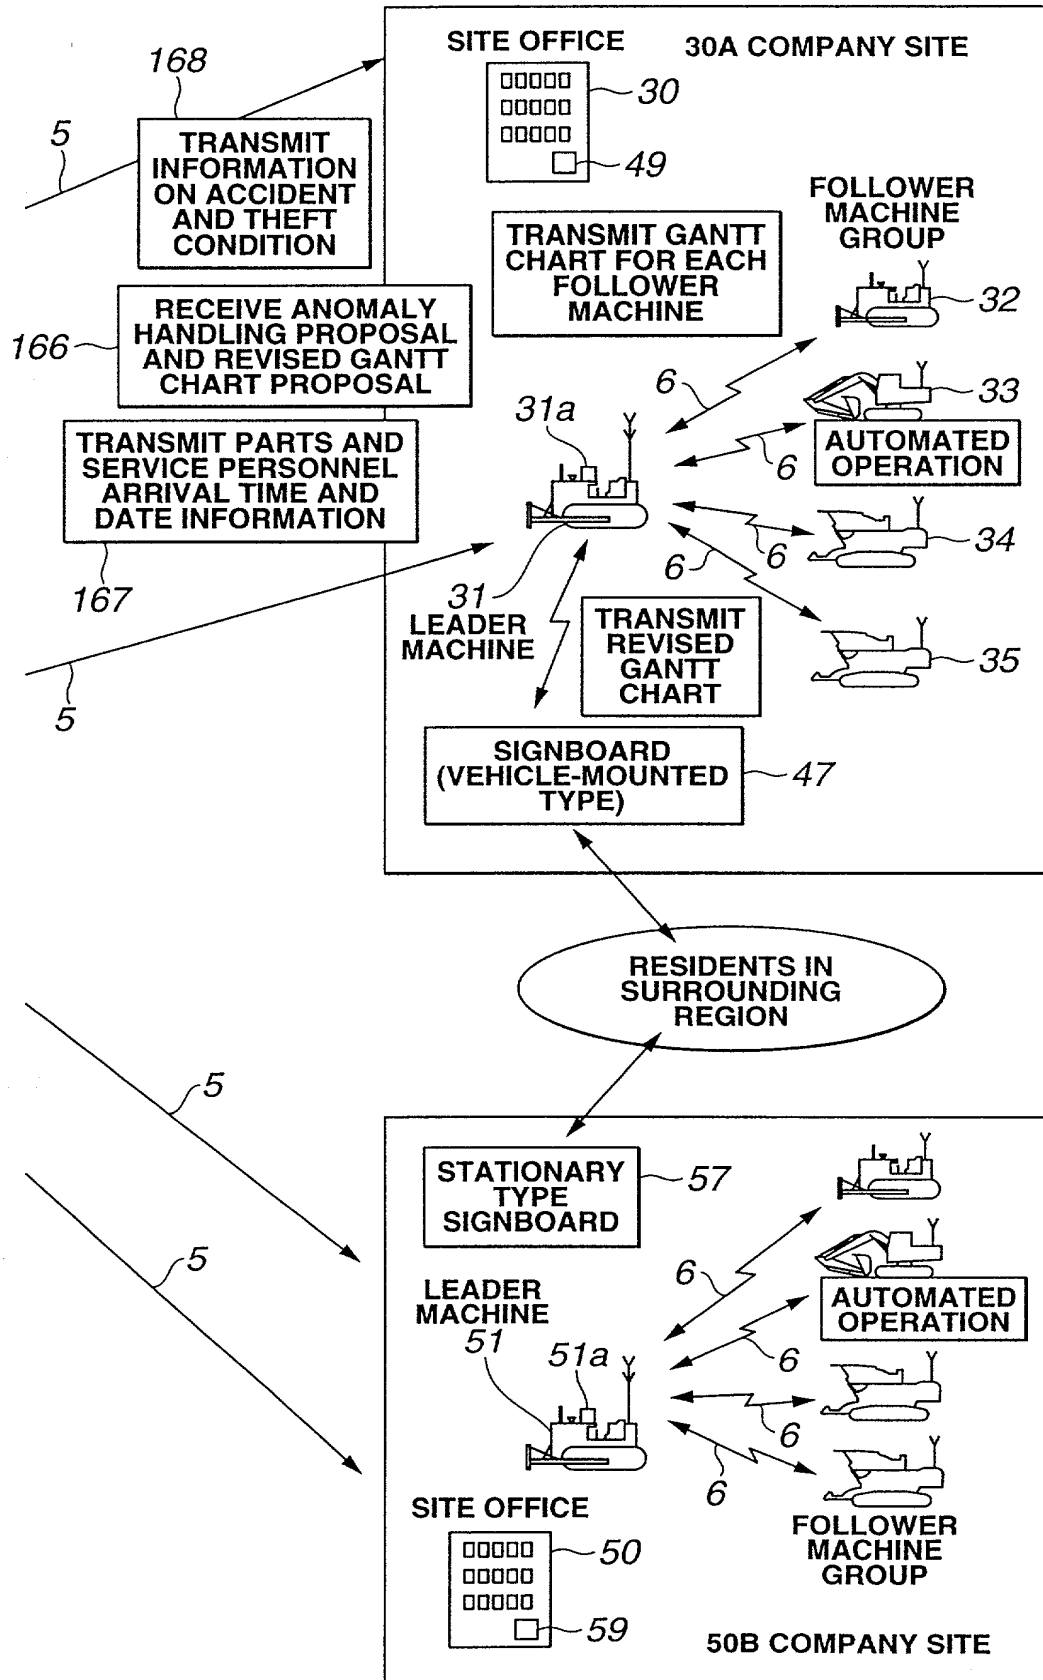 SITE OFFICE
30A COMPANY SITE
168
30
5
TRANSMIT
INFORMATION
ON ACCIDENT
AND THEFT
CONDITION
49
FOLLOWER
MACHINE
GROUP
TRANSMIT GANTT
CHART FOR EACH
FOLLOWER
MACHINE
32
RECEIVE ANOMALY
HANDLING PROPOSAL
AND REVISED GANTT
CHART PROPOSAL
166
6
33
31a
TRANSMIT PARTS AND
SERVICE PERSONNEL
ARRIVAL TIME AND
DATE INFORMATION
6
AUTOMATED
OPERATION
34
6
6
167
31
LEADER
MACHINE
TRANSMIT
REVISED
GANTT
CHART
35
5
SIGNBOARD
(VEHICLE-MOUNTED
TYPE)
47
RESIDENTS IN
SURROUNDING
REGION
5
STATIONARY
TYPE
SIGNBOARD
57
5
6
LEADER
MACHINE
AUTOMATED
OPERATION
51
51a
6
6
6
SITE OFFICE
50
FOLLOWER
MACHINE
GROUP
59
50B COMPANY SITE